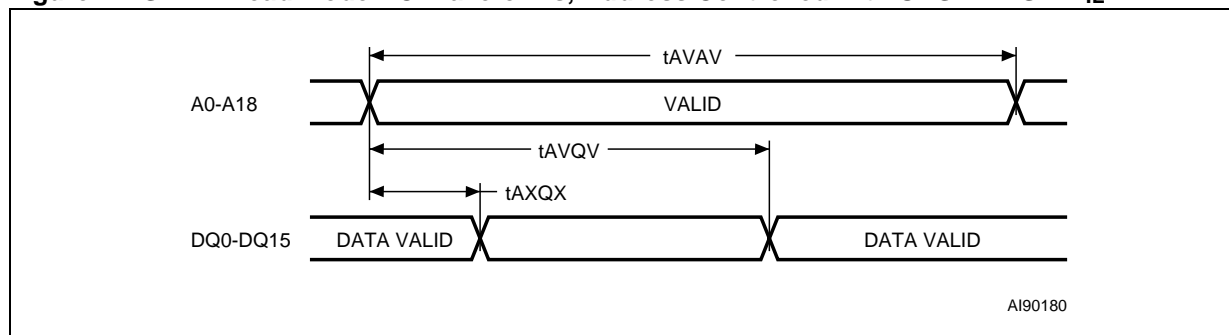 tAVAV
A0-A18
VALID
tAVQV
tAXQX
DQ0-DQ15
DATA VALID
DATA VALID
AI90180